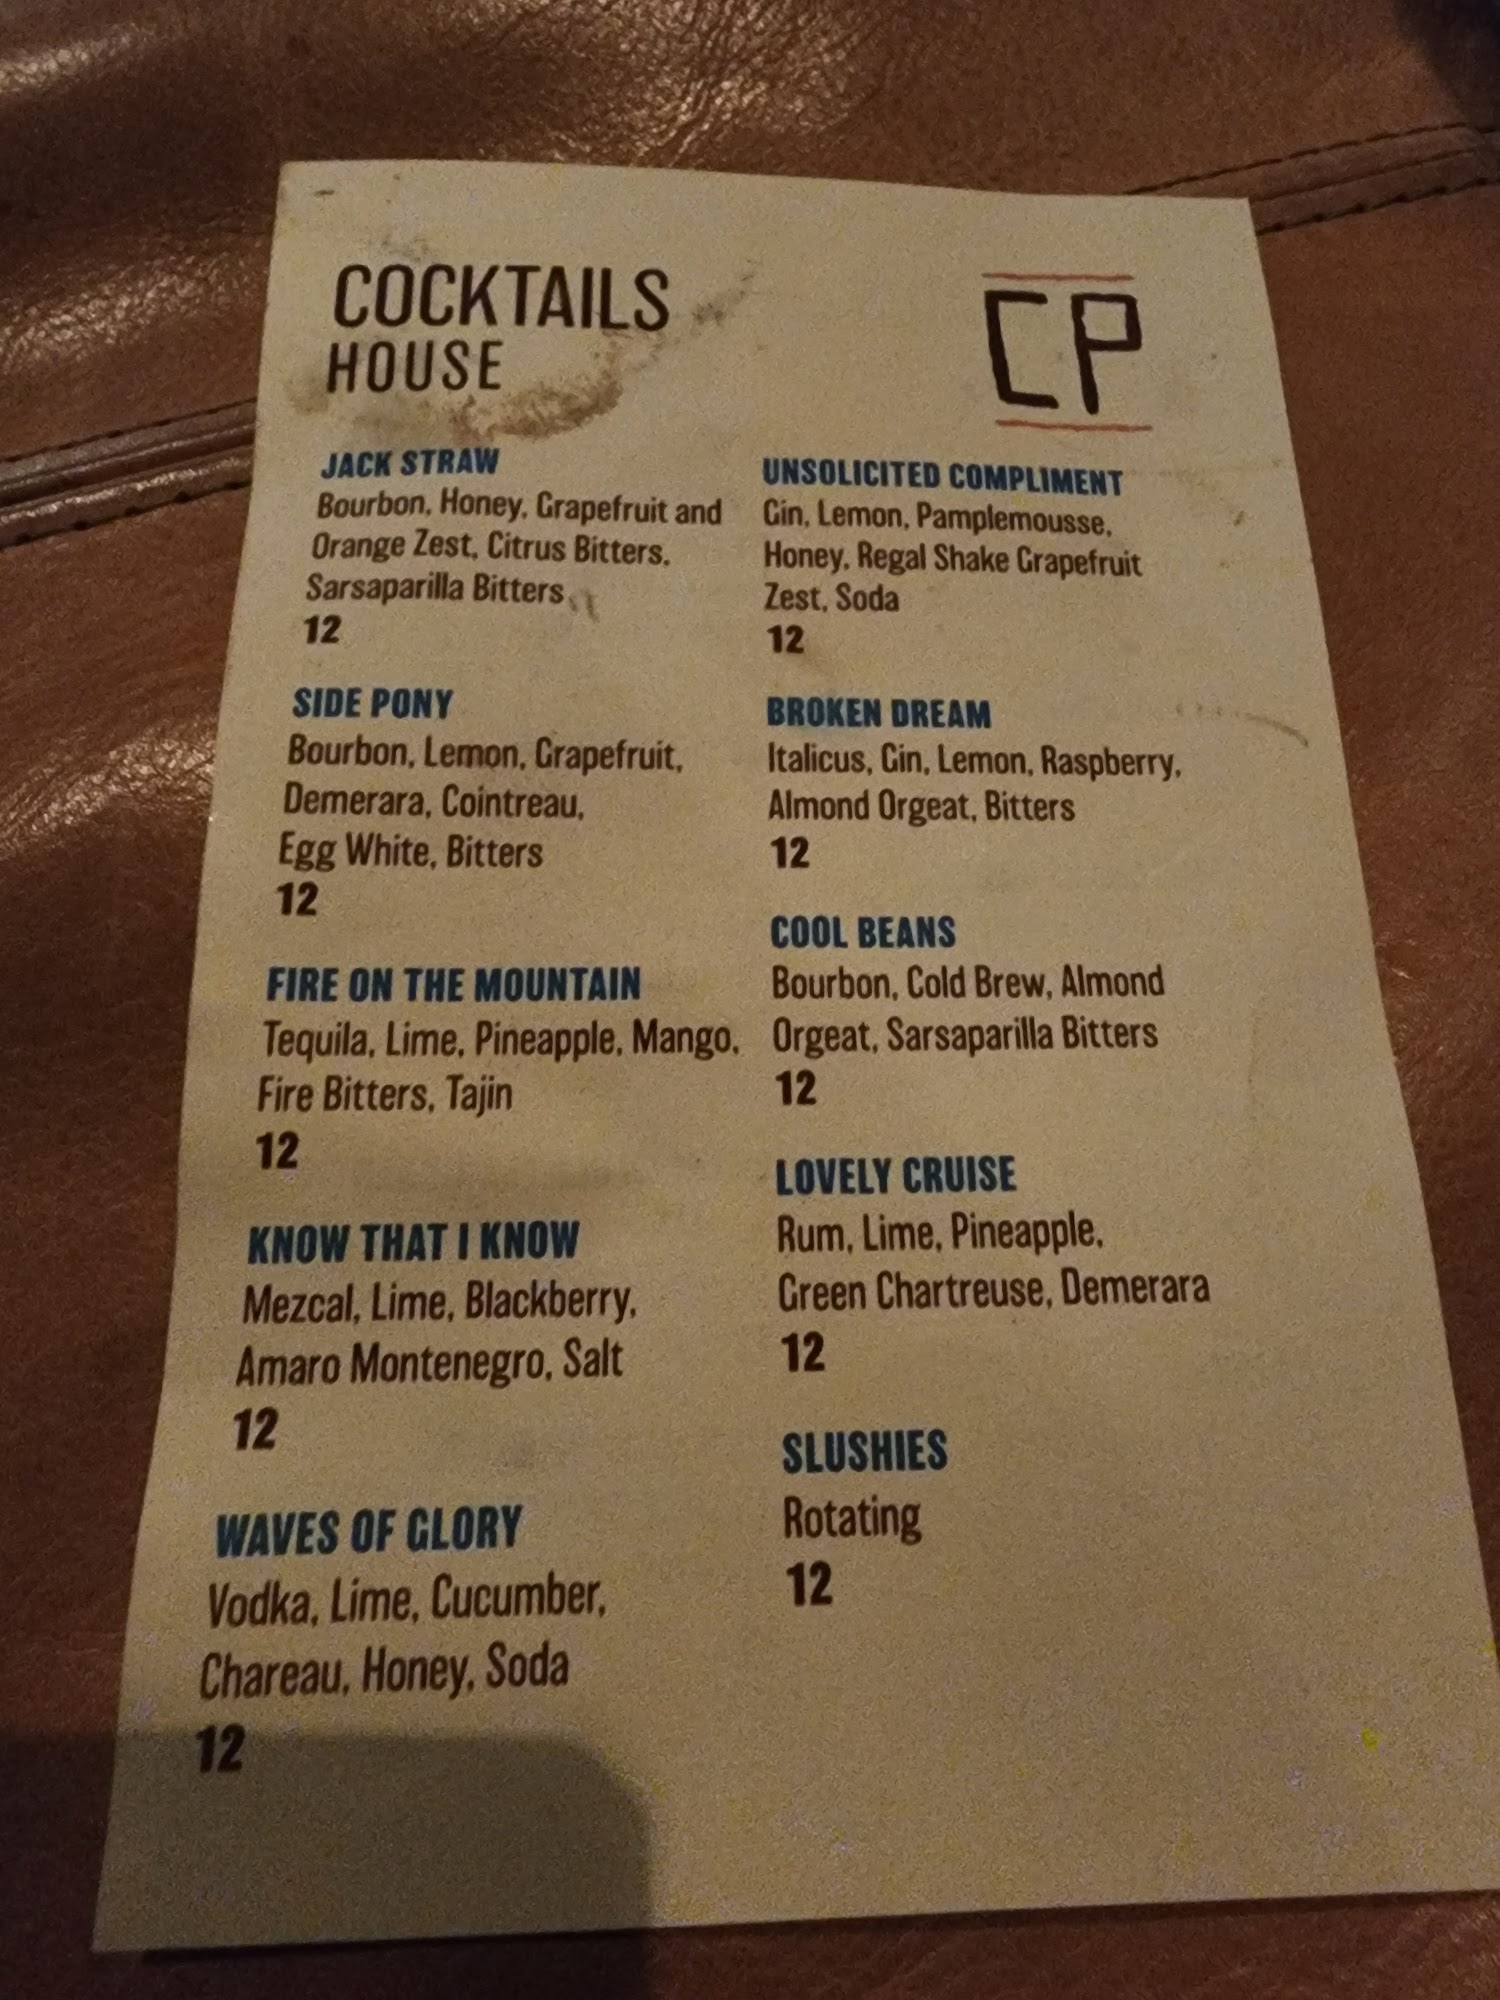 COCKTAILS
HOUSE
CP
JACK STRAW
Bourbon, Honey, Grapefruit and
Orange Zest, Citrus Bitters,
Sarsaparilla Bitters
12
SIDE PONY
Bourbon, Lemon, Grapefruit,
Demerara, Cointreau,
Egg White, Bitters
12
FIRE ON THE MOUNTAIN
Tequila, Lime, Pineapple, Mango,
Fire Bitters, Tajin
12
KNOW THAT I KNOW
Mezcal, Lime, Blackberry,
Amaro Montenegro, Salt
12
WAVES OF GLORY
Vodka, Lime, Cucumber,
Chareau, Honey, Soda
12
UNSOLICITED COMPLIMENT
Gin, Lemon, Pamplemousse,
Honey, Regal Shake Grapefruit
Zest, Soda
12
BROKEN DREAM
Italicus, Gin, Lemon, Raspberry,
Almond Orgeat, Bitters
12
COOL BEANS
Bourbon, Cold Brew, Almond
Orgeat, Sarsaparilla Bitters
12
LOVELY CRUISE
Rum, Lime, Pineapple,
Green Chartreuse, Demerara
12
SLUSHIES
Rotating
12